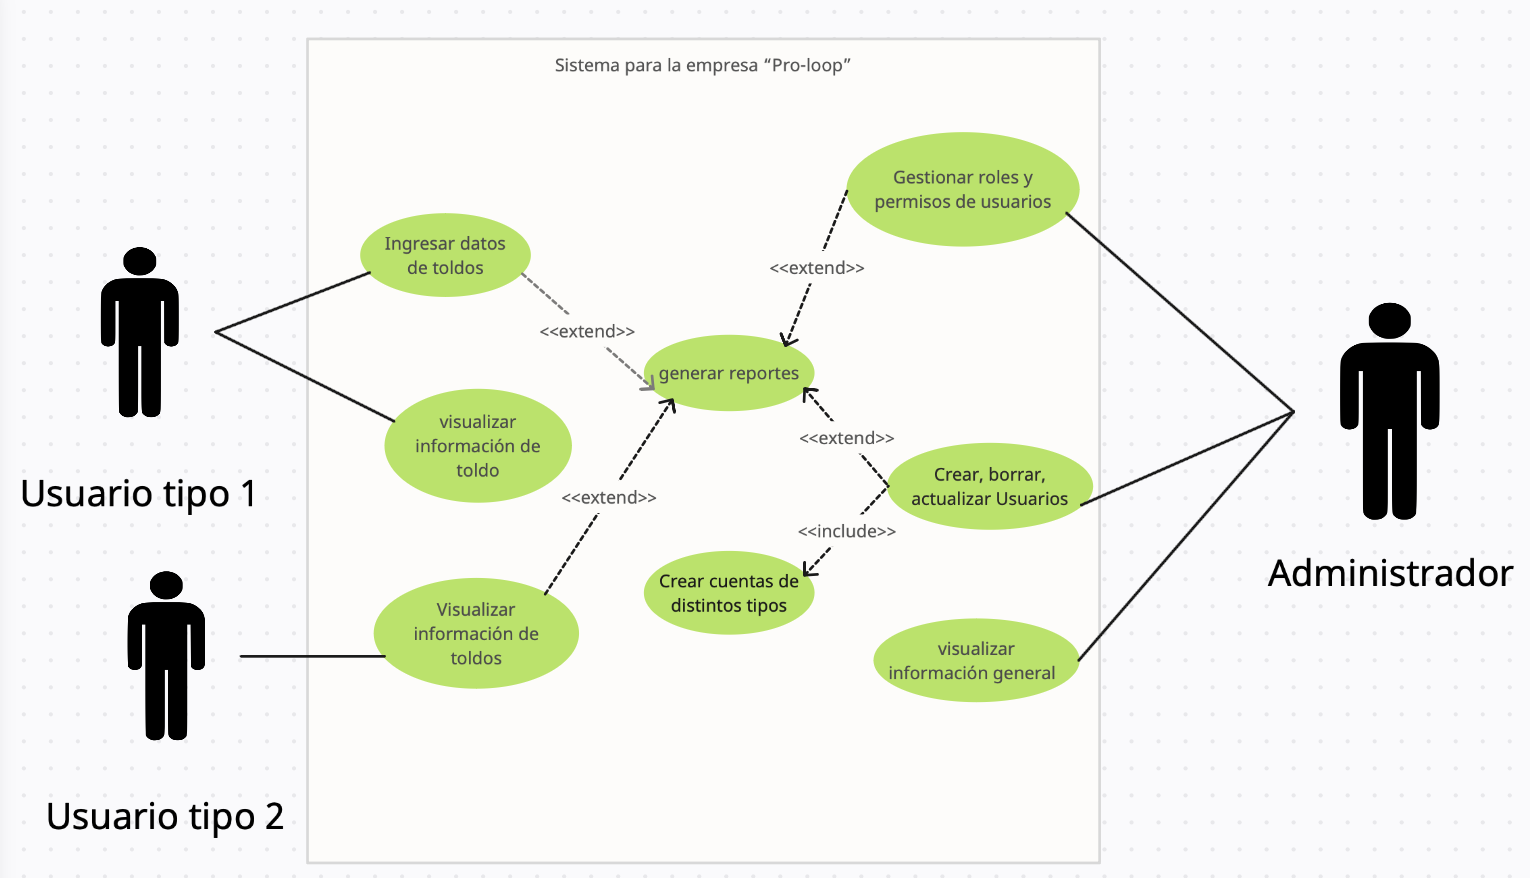 Sistema para la empresa “Pro-loop”
Gestionar roles y
permisos de usuarios
Ingresar datos
de toldos
<<extend>>
<<extend>>
generar reportes
visualizar
información de
toldo
<<extend>>
Crear, borrar,
actualizar Usuarios
Usuario tipo 1
<<extend>>
<<include>>
Crear cuentas de
distintos tipos
Administrador
Visualizar
información de
toldos
visualizar
información general
Usuario tipo 2